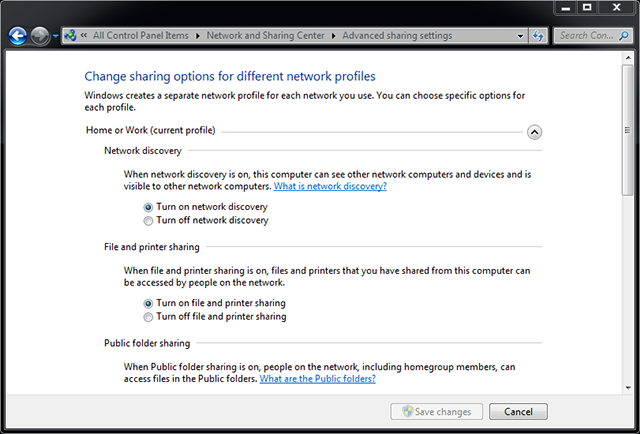 « All Control Panel Items ▸ Network and Sharing Center ▸ Advanced sharing settings
Search Con...
Change sharing options for different network profiles
Windows creates a separate network profile for each network you use. You can choose specific options for
each profile.
Home or Work (current profile)
Network discovery
When network discovery is on, this computer can see other network computers and devices and is
visible to other network computers. What is network discovery?
Turn on network discovery
Turn off network discovery
File and printer sharing
When file and printer sharing is on, files and printers that you have shared from this computer can
be accessed by people on the network.
Turn on file and printer sharing
Turn off file and printer sharing
Public folder sharing
When Public folder sharing is on, people on the network, including homegroup members, can
access files in the Public folders. What are the Public folders?
Save changes
Cancel